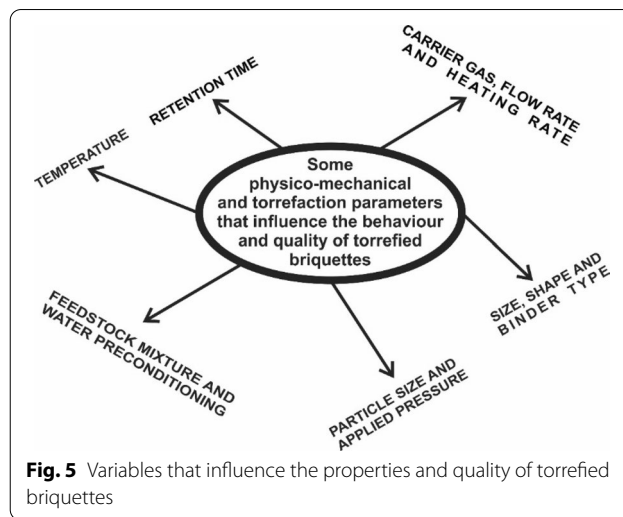 CARRIER GAS, FLOW RATE
AND HEATING RATE
RETENTION TIME
TEMPERATURE
Some
physico-mechanical
and torrefaction parameters
that influence the behaviour
and quality of torrefied
briquettes
SIZE, SHAPE AND
BINDER TYPE
FEEDSTOCK MIXTURE AND
WATER PRECONDITIONING
PARTICLE SIZE AND
APPLIED PRESSURE
Fig. 5 Variables that influence the properties and quality of torrefied
briquettes